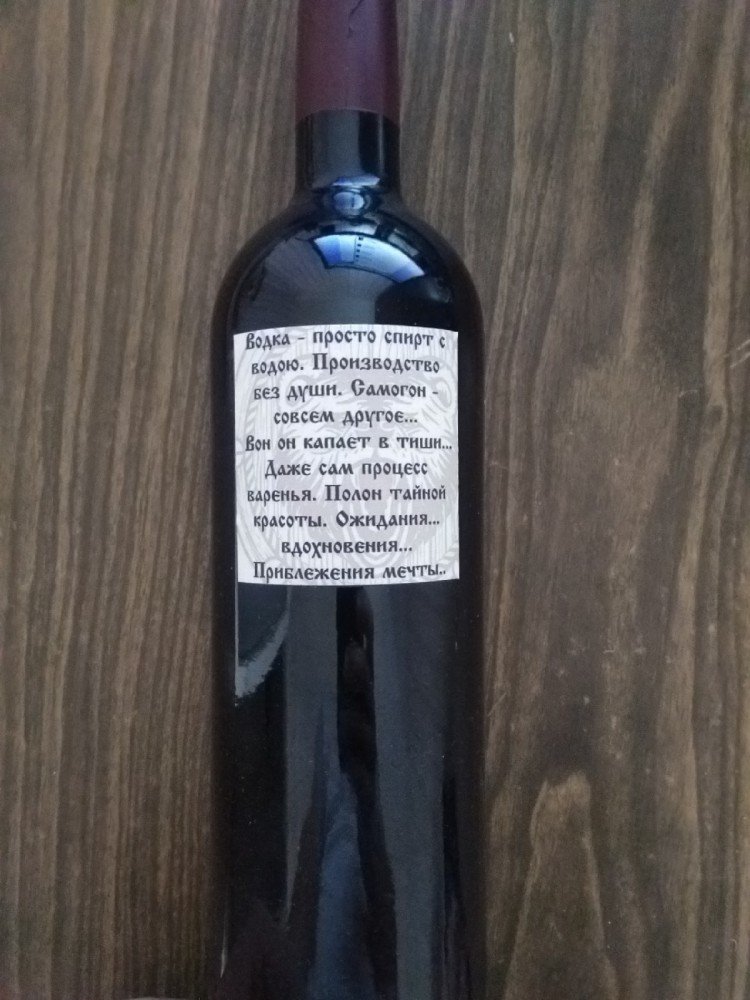 Водка - просто спирт с
водою. Производство
без души. Самогон -
совсем другое...
Вон он капает в тиши...
Даже сам процесс
варенья. Полон тайной
красоты. Ожидания...
вдохновения...
Приблежения мечты..